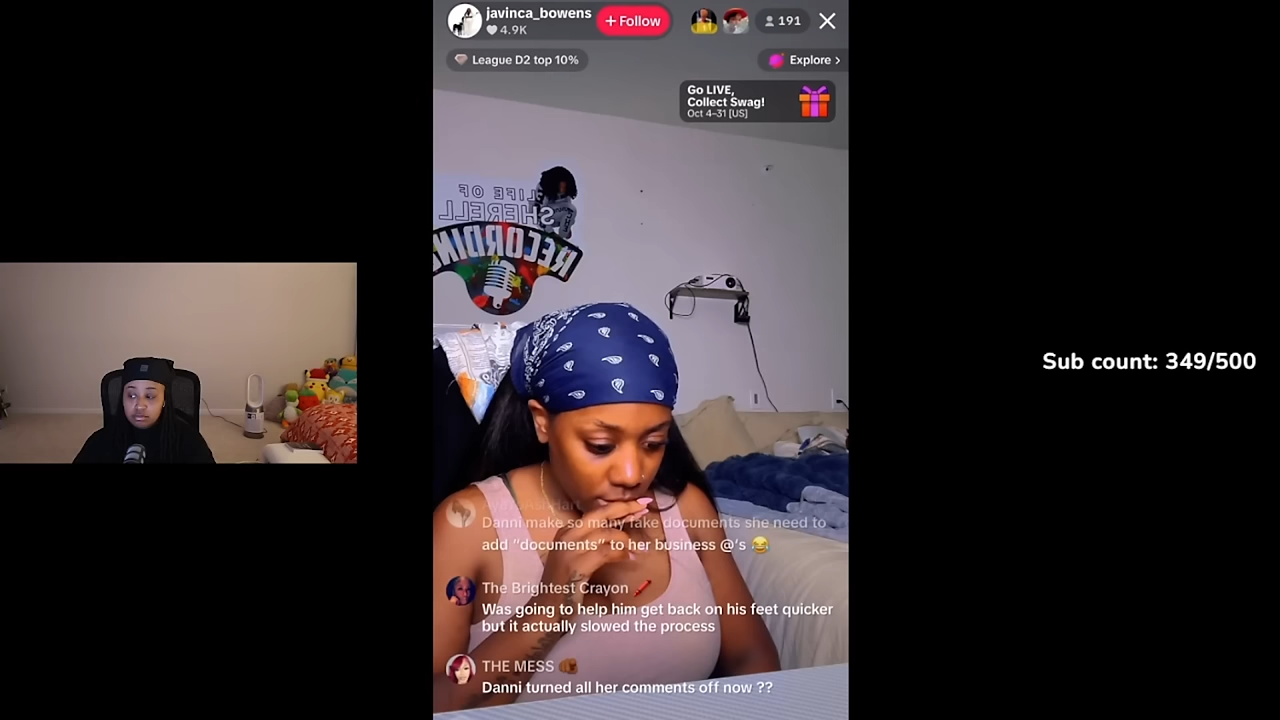 javinca_bowens
4.9K
+ Follow
191
League D2 top 10%
Explore >
Go LIVE,
Collect Swag!
Oct 4–31 [US]
LIFE OF
SHERELL
RECORDIN
Sub count: 349/500
Danni make so many fake documents she need to
add "documents" to her business @'s 😂
The Brightest Crayon 🖍️
Was going to help him get back on his feet quicker
but it actually slowed the process
THE MESS
Danni turned all her comments off now ??